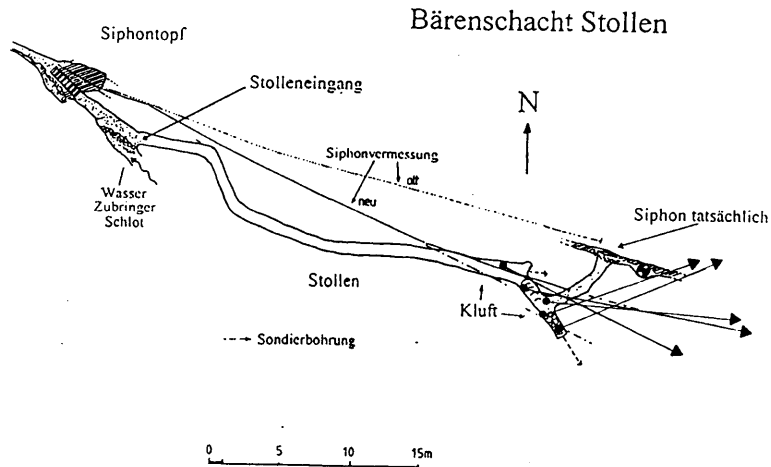 Bärenschacht Stollen
Siphontopf
Stolleneingang
N
Siphonvermessung
alt
neu
Wasser
Zubringer
Schlot
Siphon tatsächlich
Stollen
Kluft
Sondierbohrung
0 5 10 15m